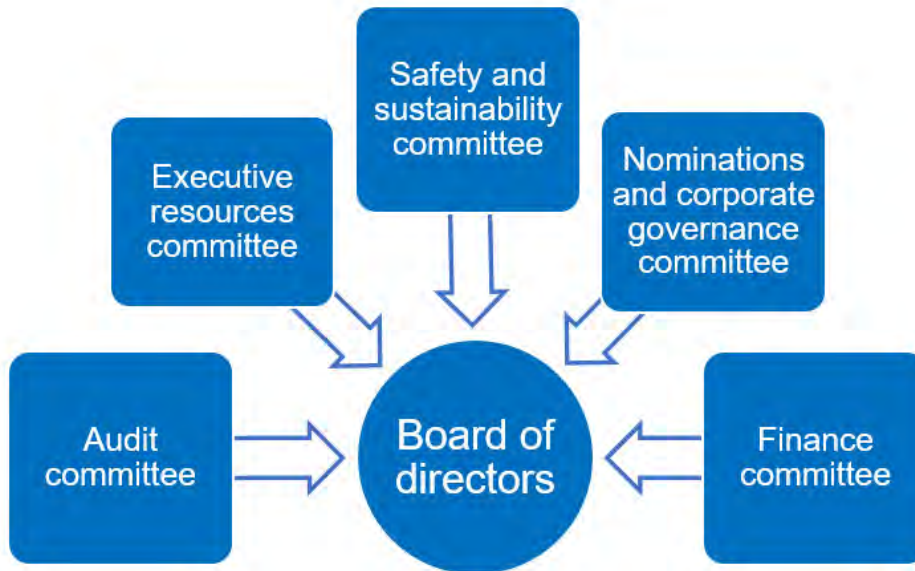 Safety and
sustainability
committee
Executive
resources
committee
Nominations
and corporate
governance
committee
Audit
committee
Board of
directors
Finance
committee